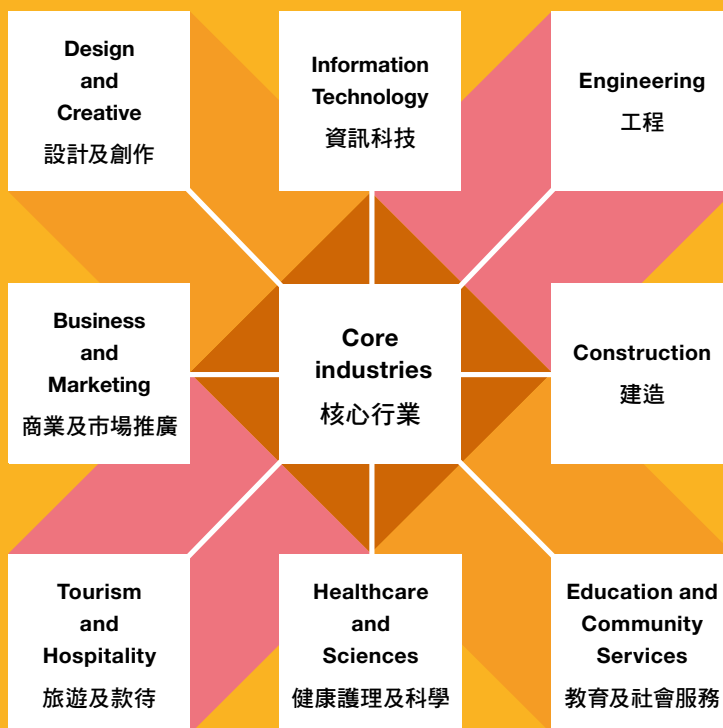 Design
and
Creative
設計及創作
Information
Technology
資訊科技
Engineering
工程
Business
and
Marketing
商業及市場推廣
Core
industries
核心行業
Construction
建造
Tourism
and
Hospitality
旅遊及款待
Healthcare
and
Sciences
健康護理及科學
Education and
Community
Services
教育及社會服務